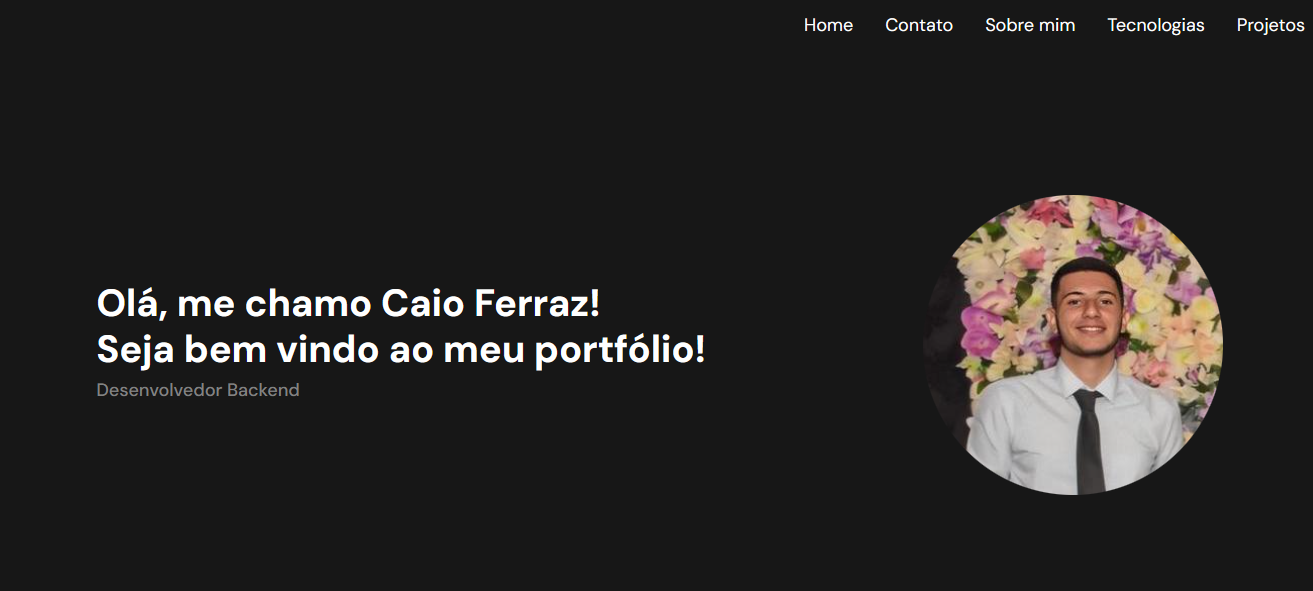 Home Contato Sobre mim Tecnologias Projetos
Olá, me chamo Caio Ferraz!
Seja bem vindo ao meu portfólio!
Desenvolvedor Backend